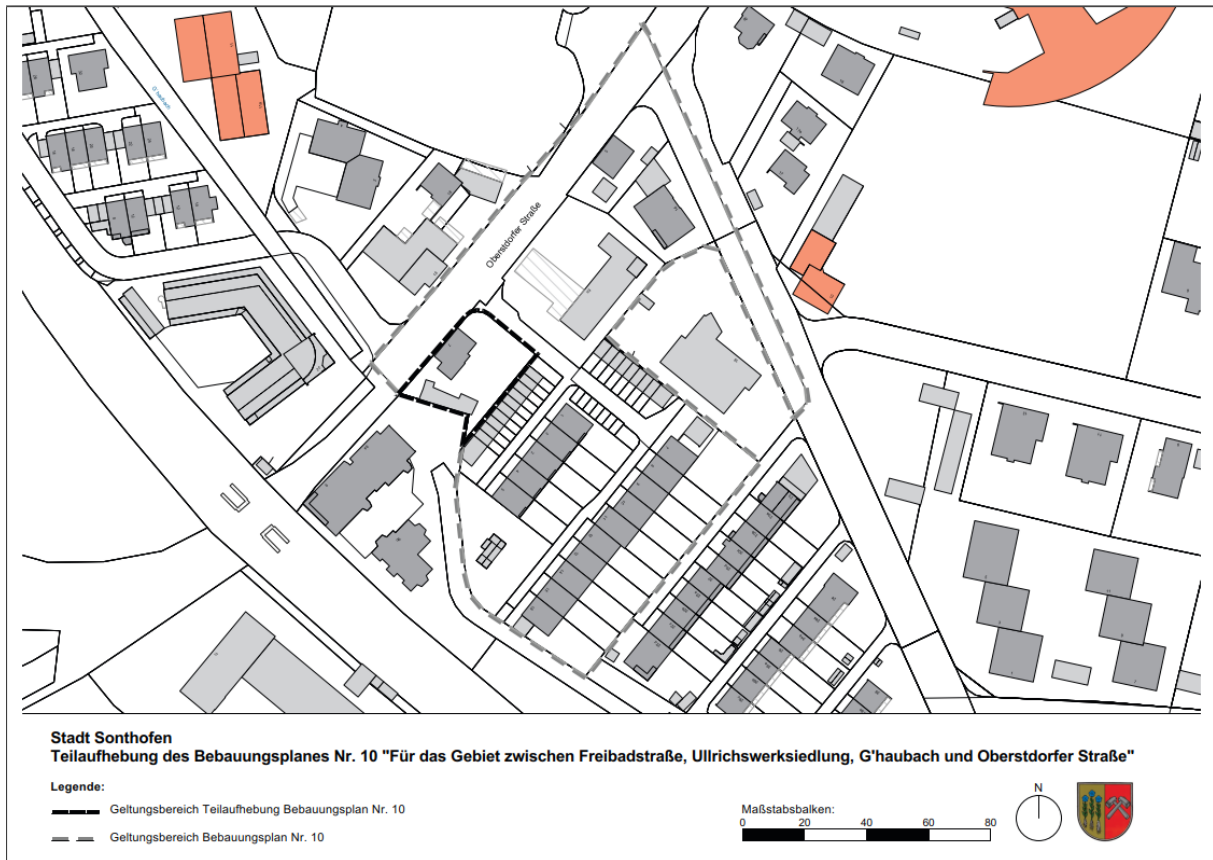 G'haubach
Oberstdorfer Straße
Stadt Sonthofen
Teilaufhebung des Bebauungsplanes Nr. 10 "Für das Gebiet zwischen Freibadstraße, Ullrichswerksiedlung, G'haubach und Oberstdorfer Straße"
Legende:
Geltungsbereich Teilaufhebung Bebauungsplan Nr. 10
Geltungsbereich Bebauungsplan Nr. 10
Maßstabsbalken:
0 20 40 60 80
N